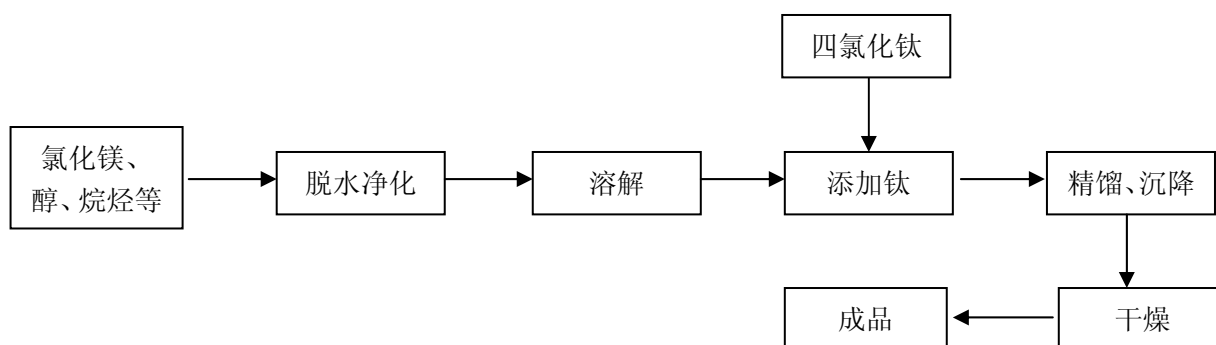 四氯化钛
氯化镁、
醇、烷烃等
脱水净化
溶解
添加钛
精馏、沉降
成品
干燥